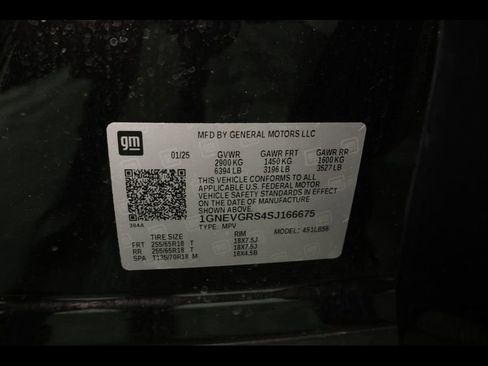 gm
MFD BY GENERAL MOTORS LLC
01/25 GVWR GAWR FRT GAWR RR
2900 KG 1450 KG 1600 KG
6394 LB 3196 LB 3527 LB
THIS VEHICLE CONFORMS TO ALL
APPLICABLE U.S. FEDERAL MOTOR
VEHICLE SAFETY STANDARDS IN EFFECT
ON THE DATE OF MANUFACTURE
SHOWN ABOVE.
1GNEVGRS4SJ166675
TYPE: MPV MODEL: 4S1LB56
TIRE SIZE RIM
FRT 255/65R18 T 18X7.5J
RR 255/65R18 T 18X7.5J
SPA T135/70R18 M 18X4.5B